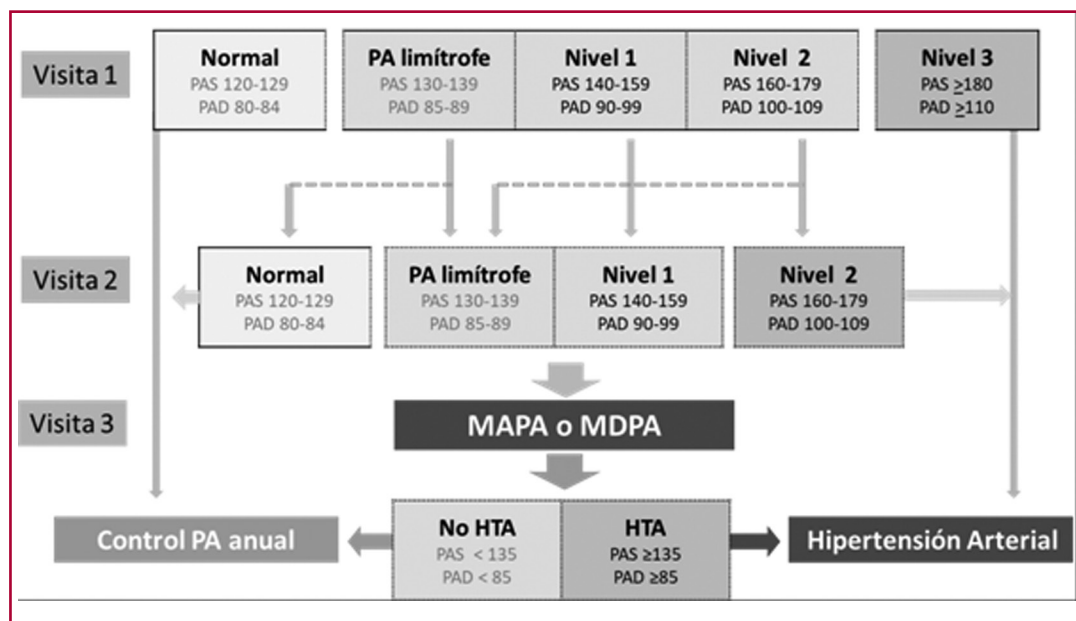 Visita 1
Normal
PAS 120-129
PAD 80-84
PA limítrofe
PAS 130-139
PAD 85-89
Nivel 1
PAS 140-159
PAD 90-99
Nivel 2
PAS 160-179
PAD 100-109
Nivel 3
PAS ≥180
PAD ≥110
Visita 2
Normal
PAS 120-129
PAD 80-84
PA limítrofe
PAS 130-139
PAD 85-89
Nivel 1
PAS 140-159
PAD 90-99
Nivel 2
PAS 160-179
PAD 100-109
Visita 3
MAPA o MDPA
Control PA anual
No HTA
PAS < 135
PAD < 85
HTA
PAS ≥135
PAD ≥85
Hipertensión Arterial